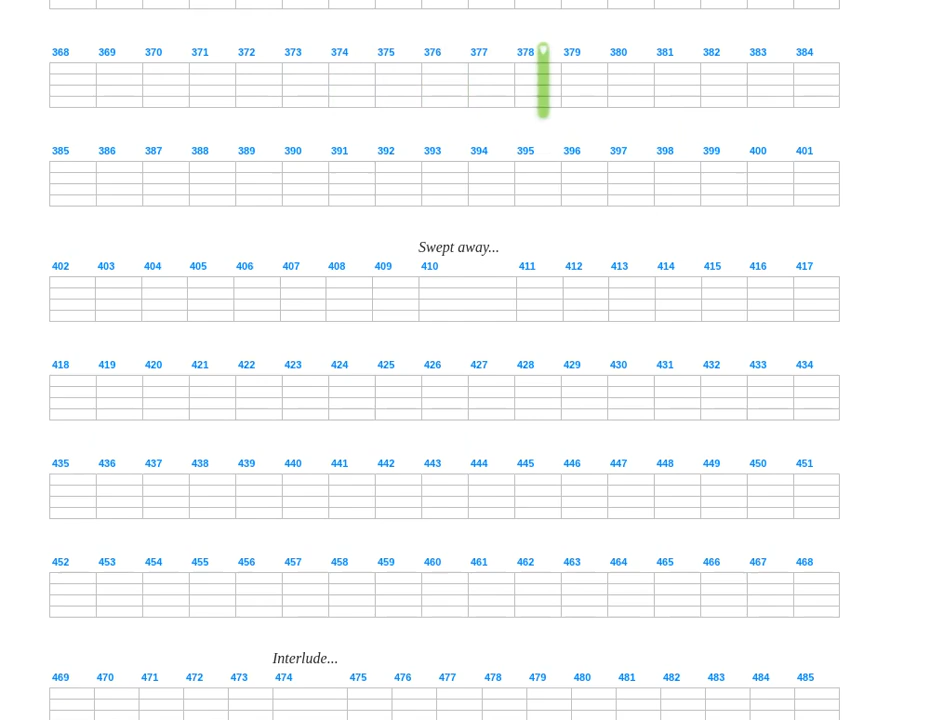 368 369 370 371 372 373 374 375 376 377 378 379 380 381 382 383 384
385 386 387 388 389 390 391 392 393 394 395 396 397 398 399 400 401
Swept away...
402 403 404 405 406 407 408 409 410 411 412 413 414 415 416 417
418 419 420 421 422 423 424 425 426 427 428 429 430 431 432 433 434
435 436 437 438 439 440 441 442 443 444 445 446 447 448 449 450 451
452 453 454 455 456 457 458 459 460 461 462 463 464 465 466 467 468
Interlude...
469 470 471 472 473 474 475 476 477 478 479 480 481 482 483 484 485